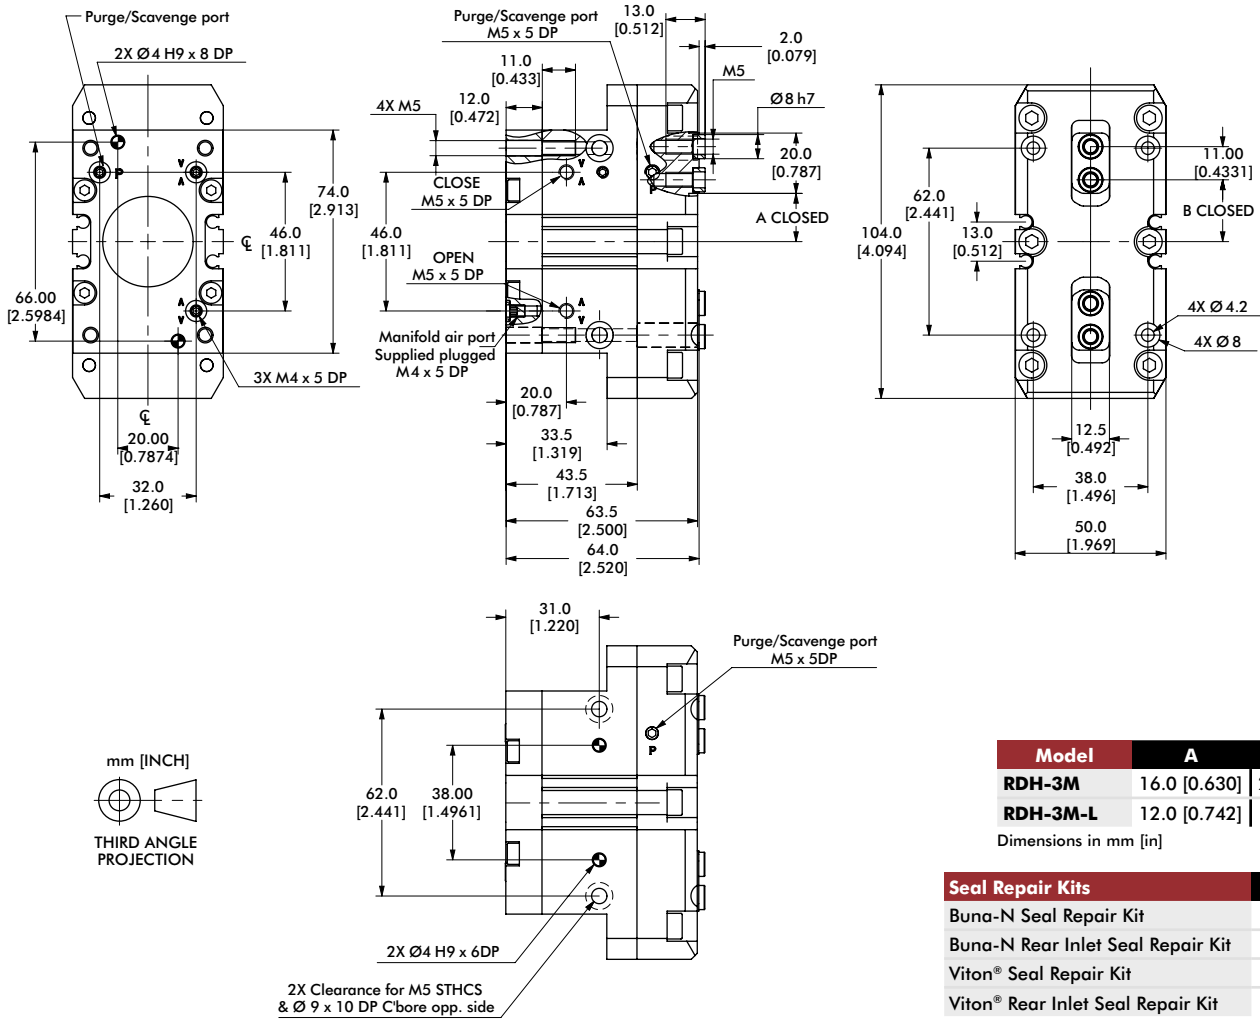 Purge/Scavenge port
2X Ø4 H9 x 8 DP
P
V
A
A
V
74.0
[2.913]
46.0
[1.811]
66.00
[2.5984]
℄
3X M4 x 5 DP
℄
20.00
[0.7874]
32.0
[1.260]
Purge/Scavenge port
M5 x 5 DP
13.0
[0.512]
2.0
[0.079]
M5
11.0
[0.433]
12.0
[0.472]
4X M5
Ø8 h7
20.0
[0.787]
V
A
P
CLOSE
M5 x 5 DP
A CLOSED
46.0
[1.811]
OPEN
M5 x 5 DP
A
V
Manifold air port
Supplied plugged
M4 x 5 DP
20.0
[0.787]
33.5
[1.319]
43.5
[1.713]
63.5
[2.500]
64.0
[2.520]
11.00
[0.4331]
62.0
[2.441]
B CLOSED
104.0
[4.094]
13.0
[0.512]
4X Ø 4.2
4X Ø 8
12.5
[0.492]
38.0
[1.496]
50.0
[1.969]
31.0
[1.220]
Purge/Scavenge port
M5 x 5DP
P
62.0
[2.441]
38.00
[1.4961]
2X Ø4 H9 x 6DP
2X Clearance for M5 STHCS
& Ø 9 x 10 DP C'bore opp. side
mm [INCH]
THIRD ANGLE
PROJECTION
Model A
RDH-3M 16.0 [0.630]
RDH-3M-L 12.0 [0.742]
Dimensions in mm [in]
Seal Repair Kits
Buna-N Seal Repair Kit
Buna-N Rear Inlet Seal Repair Kit
Viton® Seal Repair Kit
Viton® Rear Inlet Seal Repair Kit